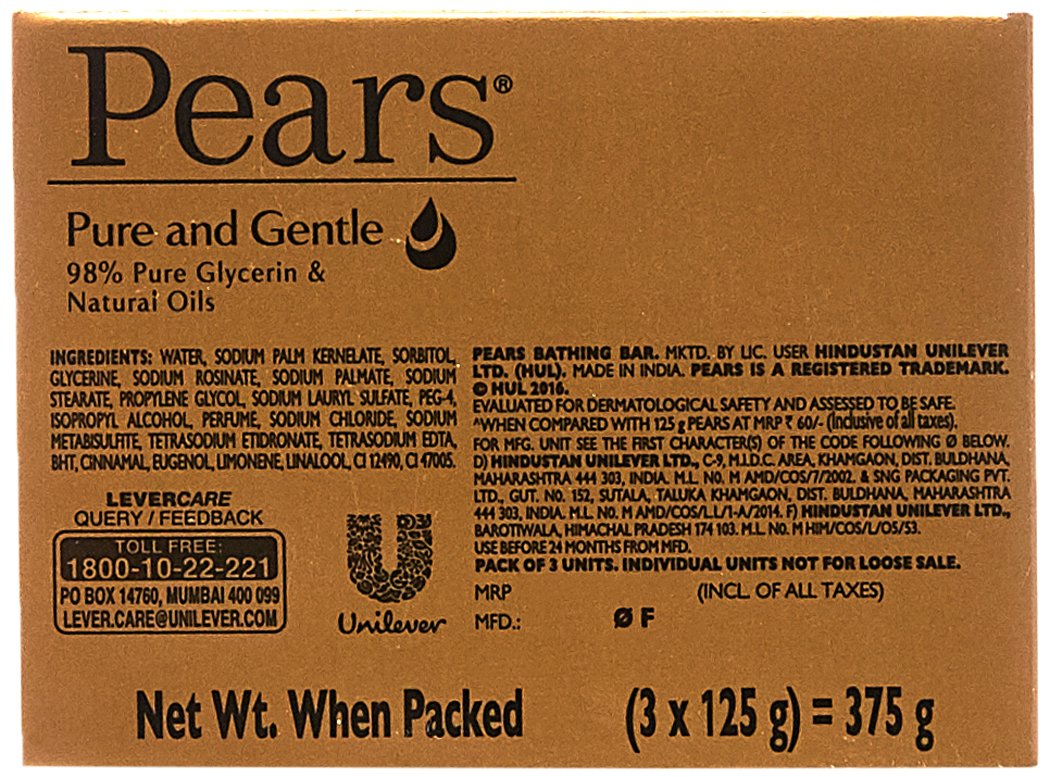 Pears®
Pure and Gentle
98% Pure Glycerin &
Natural Oils
INGREDIENTS: WATER, SODIUM PALM KERNELATE, SORBITOL,
GLYCERINE, SODIUM ROSINATE, SODIUM PALMATE, SODIUM
STEARATE, PROPYLENE GLYCOL, SODIUM LAURYL SULFATE, PEG-4,
ISOPROPYL ALCOHOL, PERFUME, SODIUM CHLORIDE, SODIUM
METABISULFITE, TETRASODIUM ETIDRONATE, TETRASODIUM EDTA,
BHT, CINNAMAL, EUGENOL, LIMONENE, LINALOOL, CI 12490, CI 47005.
LEVERCARE
QUERY / FEEDBACK
TOLL FREE:
1800-10-22-221
PO BOX 14760, MUMBAI 400 099
LEVER.CARE@UNILEVER.COM
Unilever
PEARS BATHING BAR. MKTD. BY LIC. USER HINDUSTAN UNILEVER
LTD. (HUL). MADE IN INDIA. PEARS IS A REGISTERED TRADEMARK.
© HUL 2016.
EVALUATED FOR DERMATOLOGICAL SAFETY AND ASSESSED TO BE SAFE.
^WHEN COMPARED WITH 125 g PEARS AT MRP ₹ 60/- (Inclusive of all taxes).
FOR MFG. UNIT SEE THE FIRST CHARACTER(S) OF THE CODE FOLLOWING Ø BELOW.
D) HINDUSTAN UNILEVER LTD., C-9, M.I.D.C. AREA, KHAMGAON, DIST. BULDHANA,
MAHARASHTRA 444 303, INDIA. M.L. NO. M AMD/COS/7/2002. & SNG PACKAGING PVT.
LTD., GUT. NO. 152, SUTALA, TALUKA KHAMGAON, DIST. BULDHANA, MAHARASHTRA
444 303, INDIA. M.L. NO. M AMD/COS/L.L/1-A/2014. F) HINDUSTAN UNILEVER LTD.,
BAROTIWALA, HIMACHAL PRADESH 174 103. M.L. NO. M HIM/COS/L/OS/53.
USE BEFORE 24 MONTHS FROM MFD.
PACK OF 3 UNITS. INDIVIDUAL UNITS NOT FOR LOOSE SALE.
MRP (INCL. OF ALL TAXES)
MFD.: Ø F
Net Wt. When Packed (3 x 125 g) = 375 g